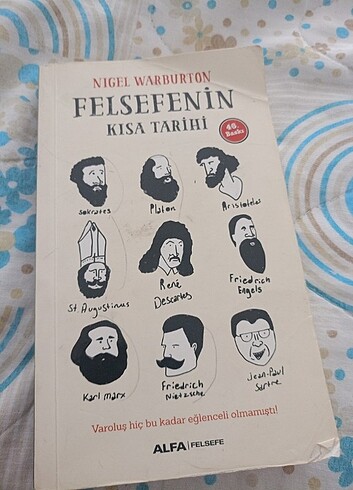 NIGEL WARBURTON
FELSEFENİN
KISA TARİHİ
46.
Baskı
Sokrates
Platon
Aristoteles
St Augustinus
René
Descartes
Friedrich
Engels
Karl Marx
Friedrich
Nietzsche
Jean-Paul
Sartre
Varoluş hiç bu kadar eğlenceli olmamıştı!
ALFA | FELSEFE